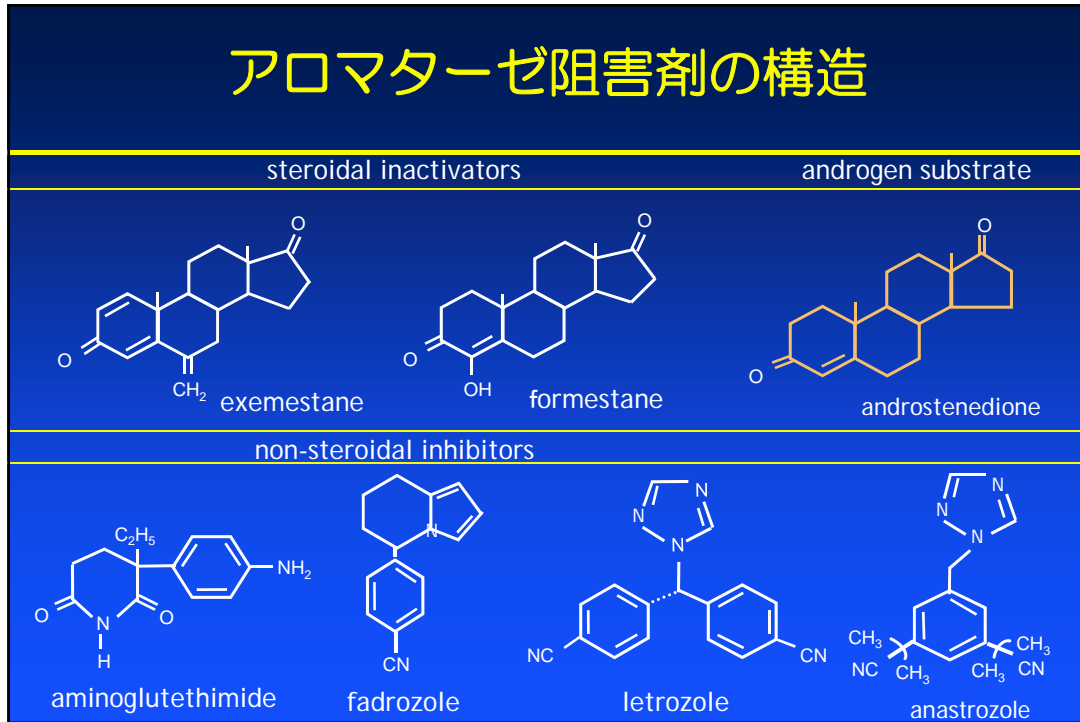 アロマターゼ阻害剤の構造
steroidal inactivators
androgen substrate
O
O
CH2
exemestane
O
O
OH
formestane
O
O
androstenedione
non-steroidal inhibitors
C2H5
NH2
O
N
O
H
aminoglutethimide
N
CN
fadrozole
N
N
N
NC
CN
letrozole
N
N
N
CH3
NC
CH3
CH3
CH3
CN
anastrozole